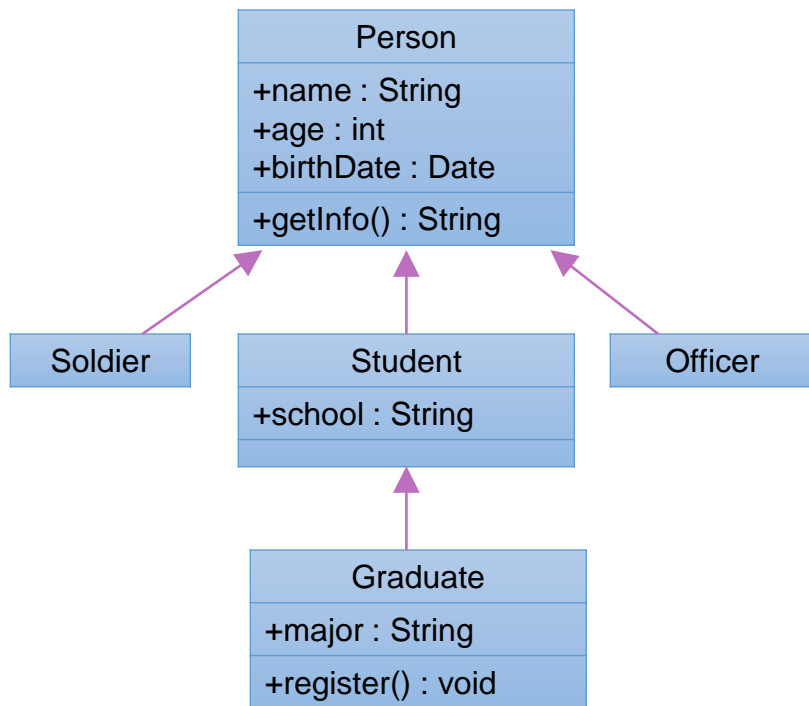 Person
+name : String
+age : int
+birthDate : Date
+getInfo() : String
Soldier
Student
Officer
+school : String
Graduate
+major : String
+register() : void